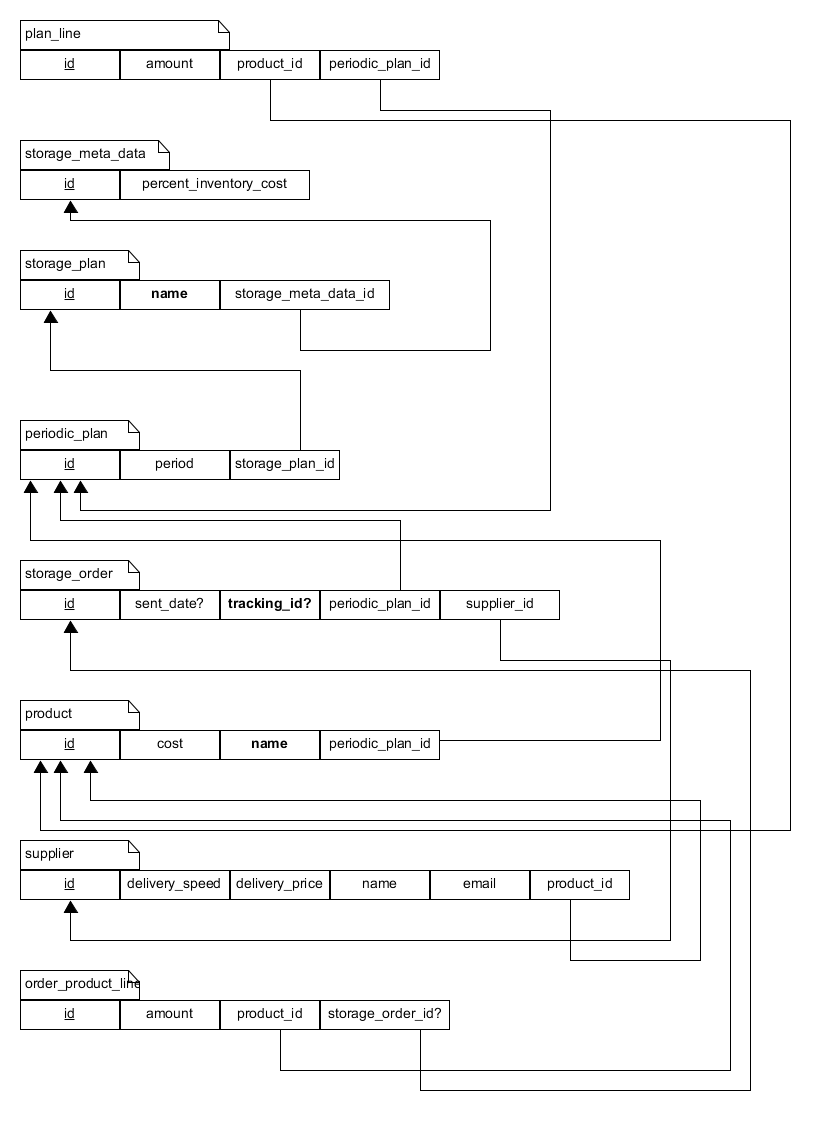 plan_line
id amount product_id periodic_plan_id
storage_meta_data
id percent_inventory_cost
storage_plan
id name storage_meta_data_id
periodic_plan
id period storage_plan_id
storage_order
id sent_date? tracking_id? periodic_plan_id supplier_id
product
id cost name periodic_plan_id
supplier
id delivery_speed delivery_price name email product_id
order_product_line
id amount product_id storage_order_id?